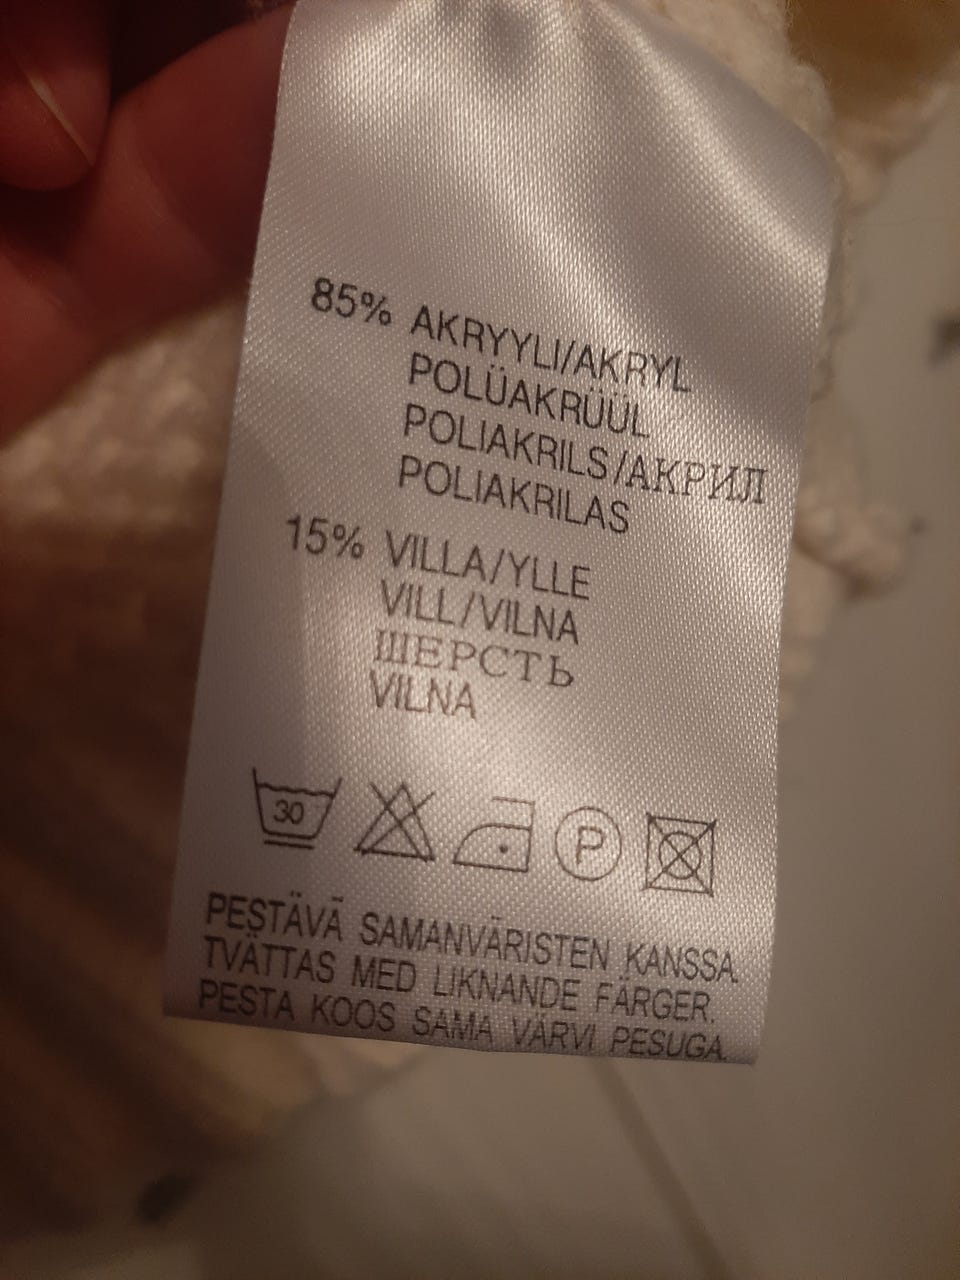 85% AKRYYLI/AKRYL
POLÜAKRÜÜL
POLIAKRILS/АКРИЛ
POLIAKRILAS
15% VILLA/YLLE
VILL/VILNA
ШЕРСТЬ
VILNA
30 P
PESTÄVÄ SAMANVÄRISTEN KANSSA.
TVÄTTAS MED LIKNANDE FÄRGER.
PESTA KOOS SAMA VÄRVI PESUGA.